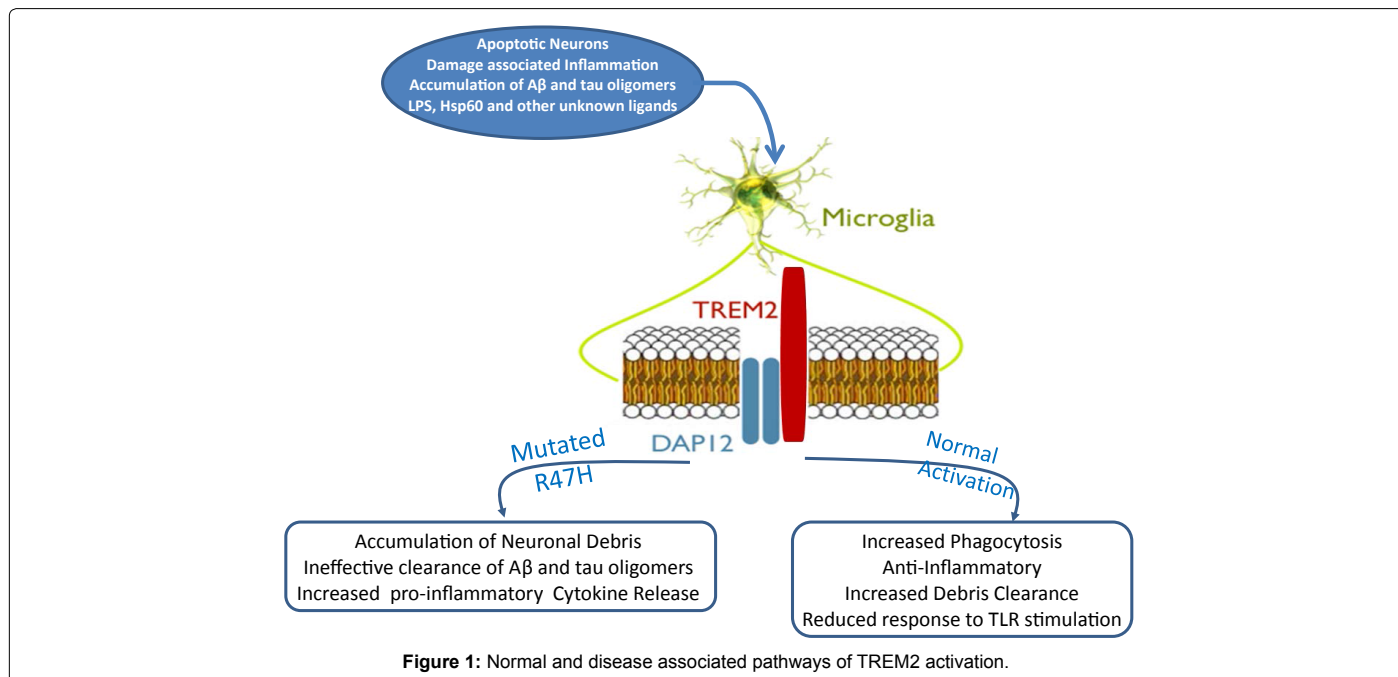 Apoptotic Neurons
Damage associated Inflammation
Accumulation of Aβ and tau oligomers
LPS, Hsp60 and other unknown ligands
Microglia
TREM2
DAP12
Mutated
R47H
Normal
Activation
Accumulation of Neuronal Debris
Ineffective clearance of Aβ and tau oligomers
Increased pro-inflammatory Cytokine Release
Increased Phagocytosis
Anti-Inflammatory
Increased Debris Clearance
Reduced response to TLR stimulation
Figure 1: Normal and disease associated pathways of TREM2 activation.